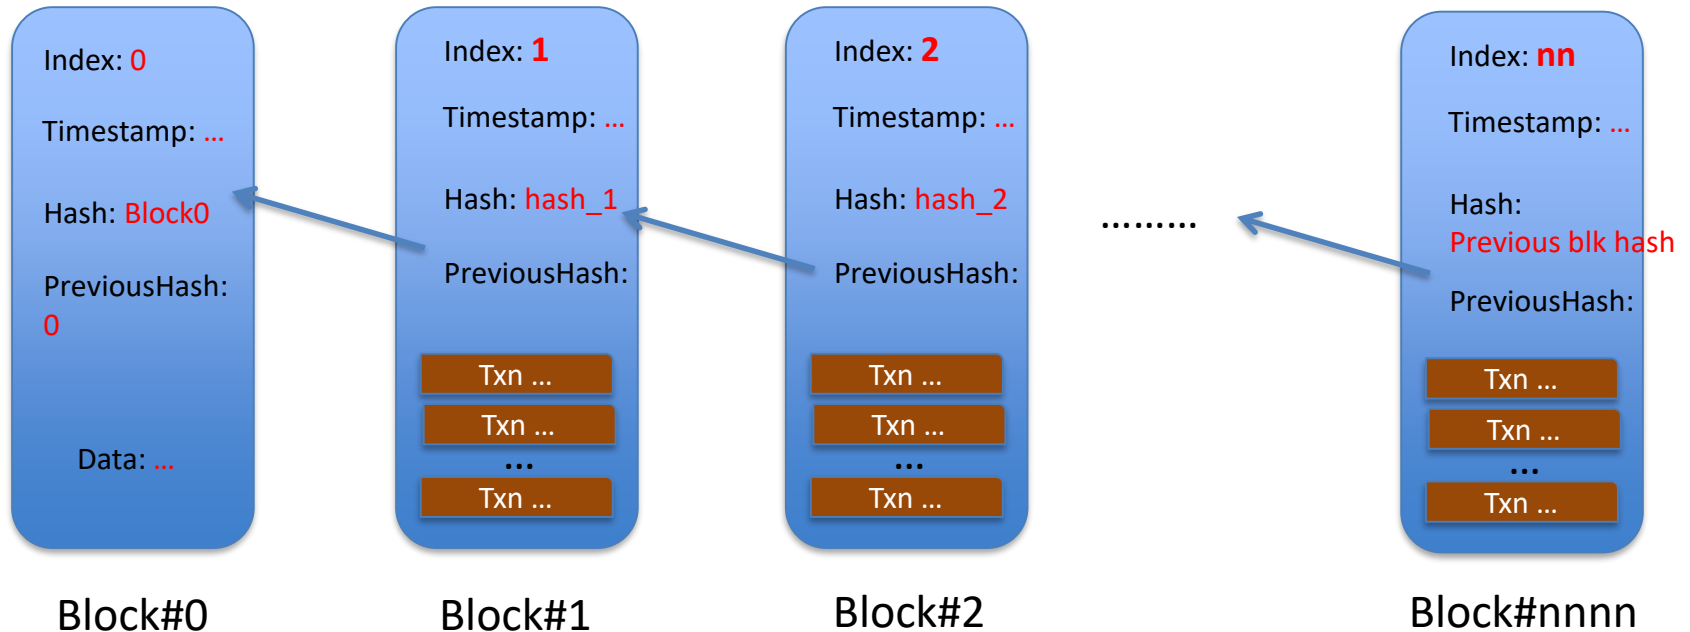 Index: 0
Timestamp: ...
Hash: Block0
PreviousHash:
0
Data: ...
Block#0
Index: 1
Timestamp: ...
Hash: hash_1
PreviousHash:
Txn ...
Txn ...
...
Txn ...
Block#1
Index: 2
Timestamp: ...
Hash: hash_2
PreviousHash:
Txn ...
Txn ...
...
Txn ...
Block#2
.........
Index: nn
Timestamp: ...
Hash:
Previous blk hash
PreviousHash:
Txn ...
Txn ...
...
Txn ...
Block#nnnn